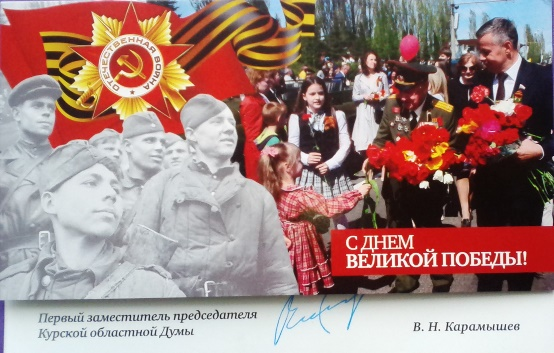 ОТЕЧЕСТВЕННАЯ ВОЙНА
С ДНЕМ
ВЕЛИКОЙ ПОБЕДЫ!
Первый заместитель председателя
Курской областной Думы
В. Н. Карамышев